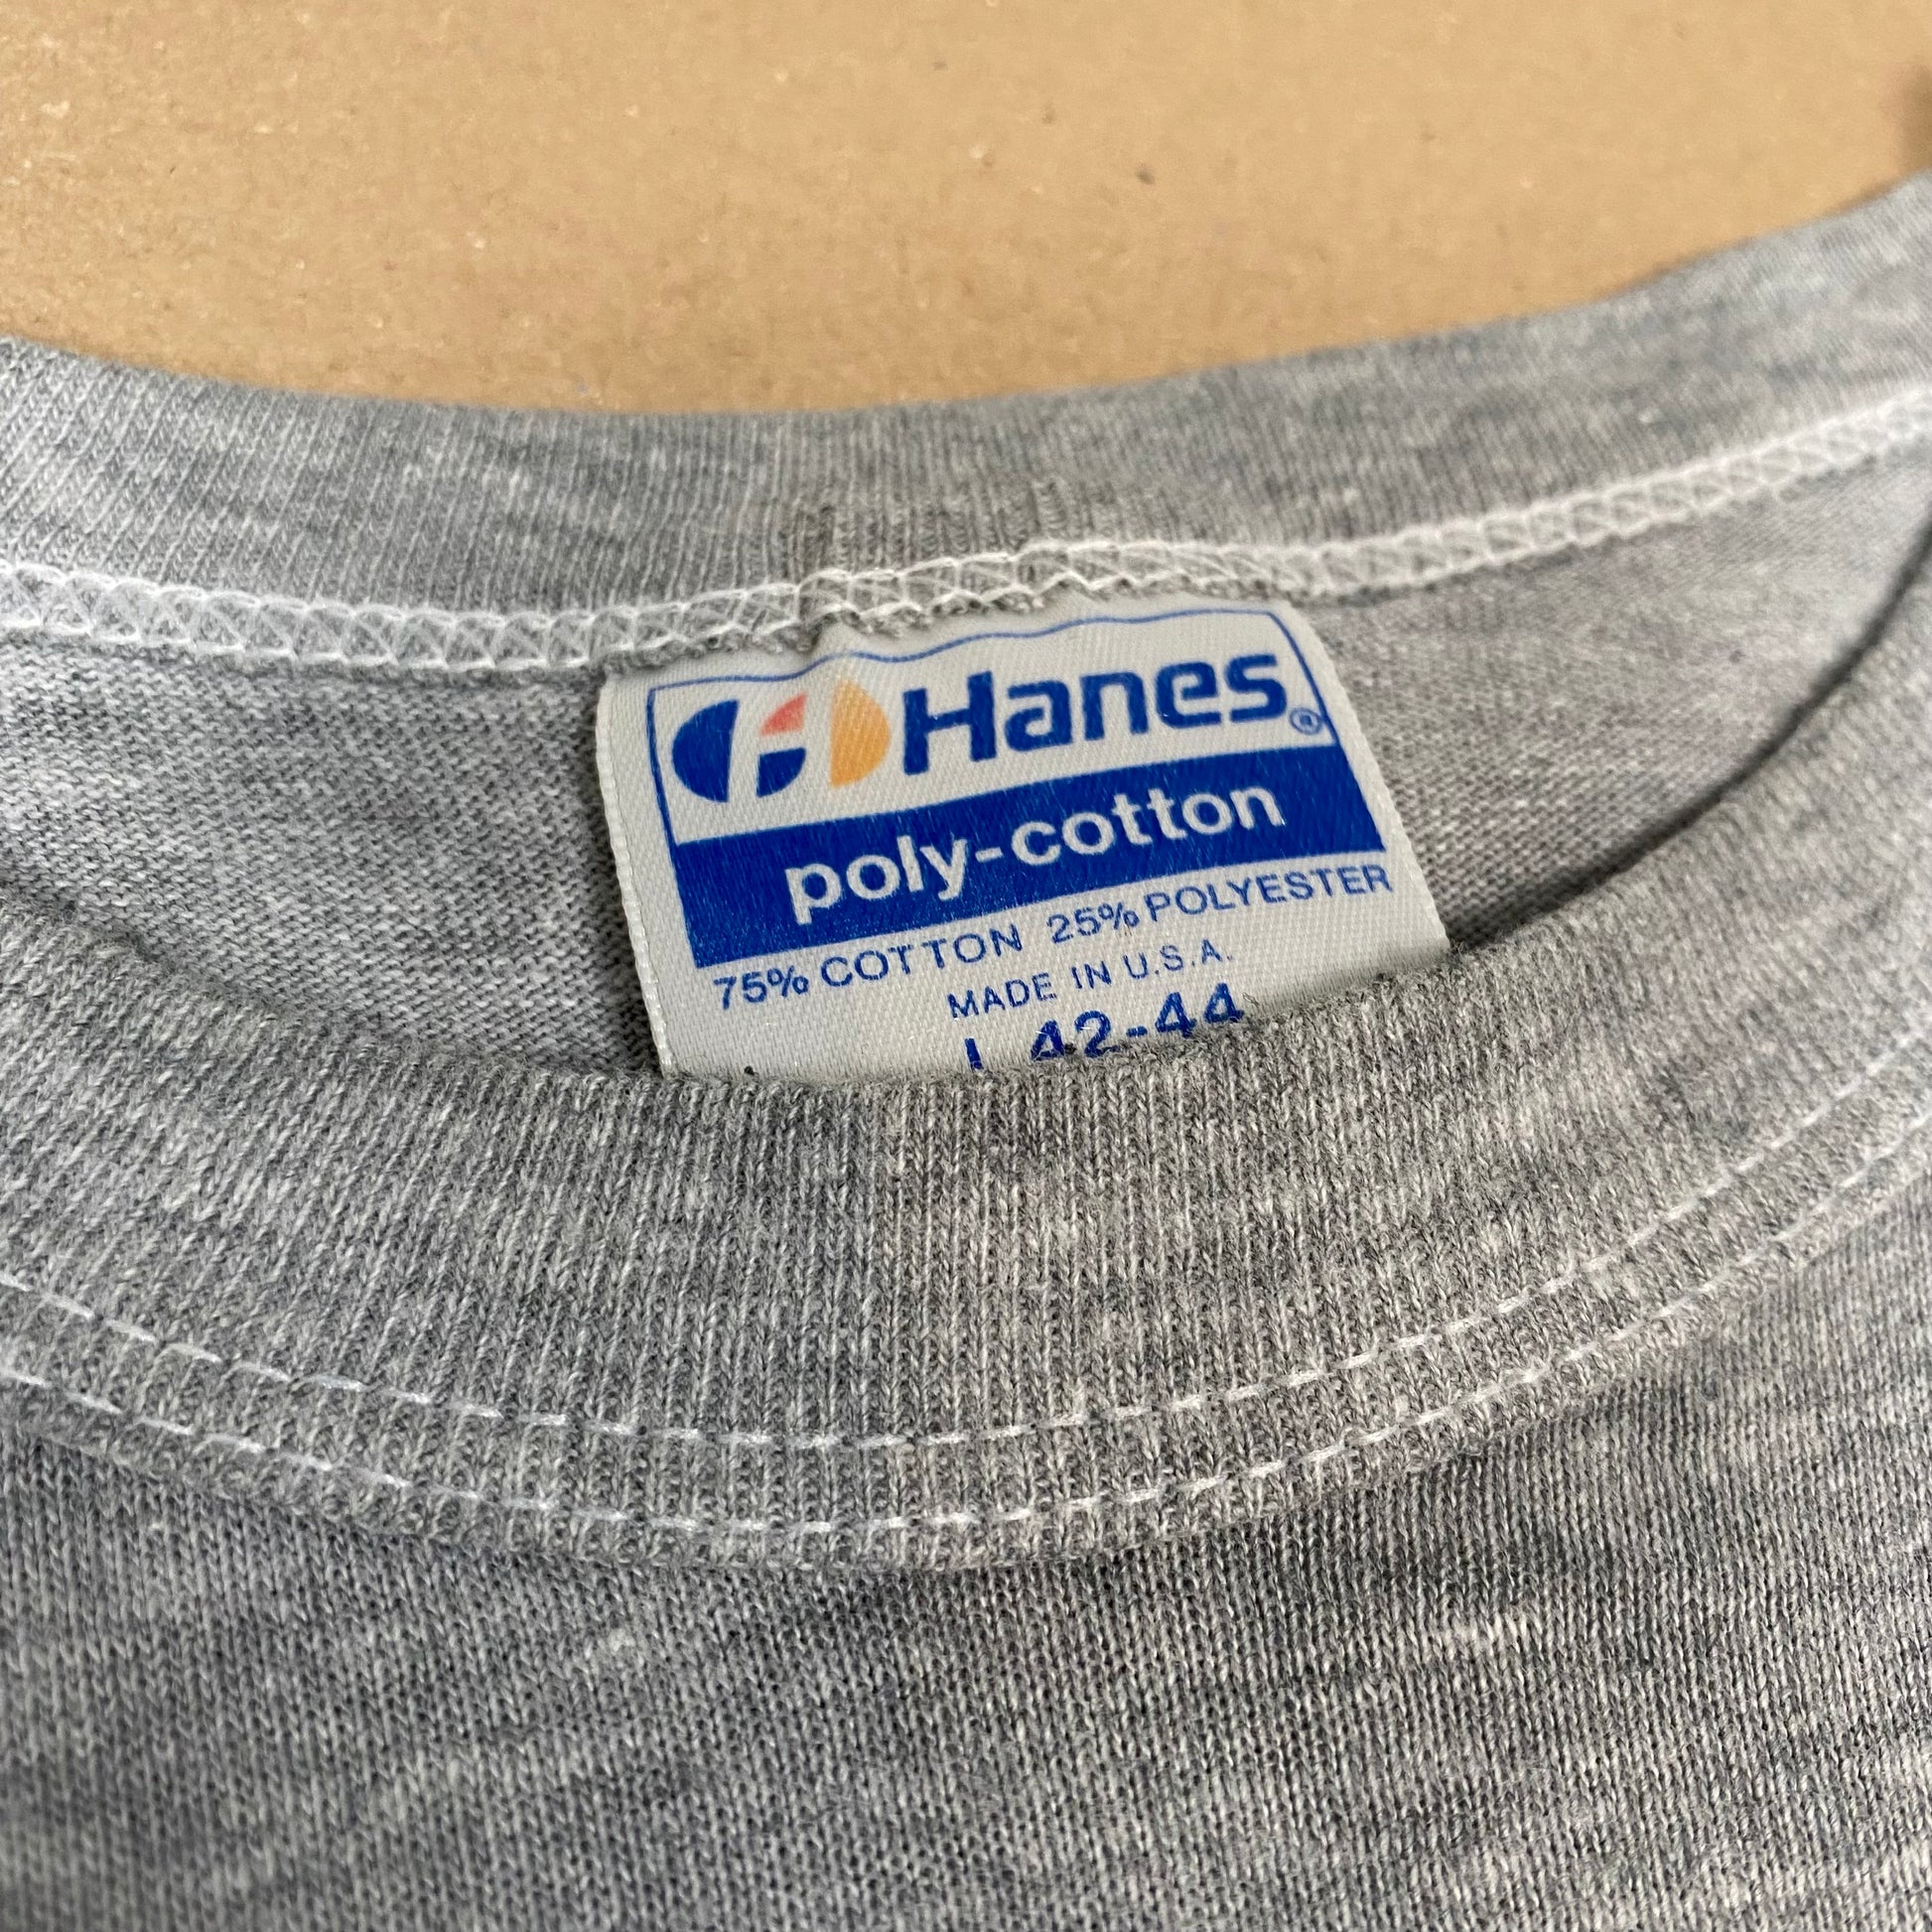 Hanes®
poly-cotton
75% COTTON 25% POLYESTER
MADE IN U.S.A.
L 42-44